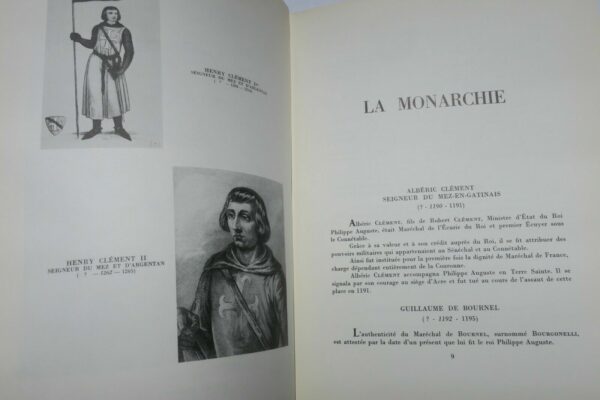 HENRY CLÉMENT Ier
SEIGNEUR DU MEZ ET D'ARGENTAN
HENRY CLÉMENT II
SEIGNEUR DU MEZ ET D'ARGENTAN
( ? — 1262 — 1265)
LA MONARCHIE
ALBÉRIC CLÉMENT
SEIGNEUR DU MEZ-EN-GATINAIS
(? - 1190 - 1191)
Albéric CLÉMENT, fils de Robert CLÉMENT, Ministre d'État du Roi
Philippe Auguste, était Maréchal de l'Écurie du Roi et premier Écuyer sous
le Connétable.
Grâce à sa valeur et à son crédit auprès du Roi, il se fit attribuer des
pouvoirs militaires qui appartenaient au Sénéchal et au Connétable.
Ainsi fut instituée pour la première fois la dignité de Maréchal de France,
charge dépendant entièrement de la Couronne.
Albéric CLÉMENT accompagna Philippe Auguste en Terre Sainte. Il se
signala par son courage au siège d'Acre et fut tué au cours de l'assaut de cette
place en 1191.
GUILLAUME DE BOURNEL
(? - 1192 - 1195)
L'authenticité du Maréchal de BOURNEL, surnommé BOURGONELLI,
est attestée par la date d'un présent que lui fit le roi Philippe Auguste.
9